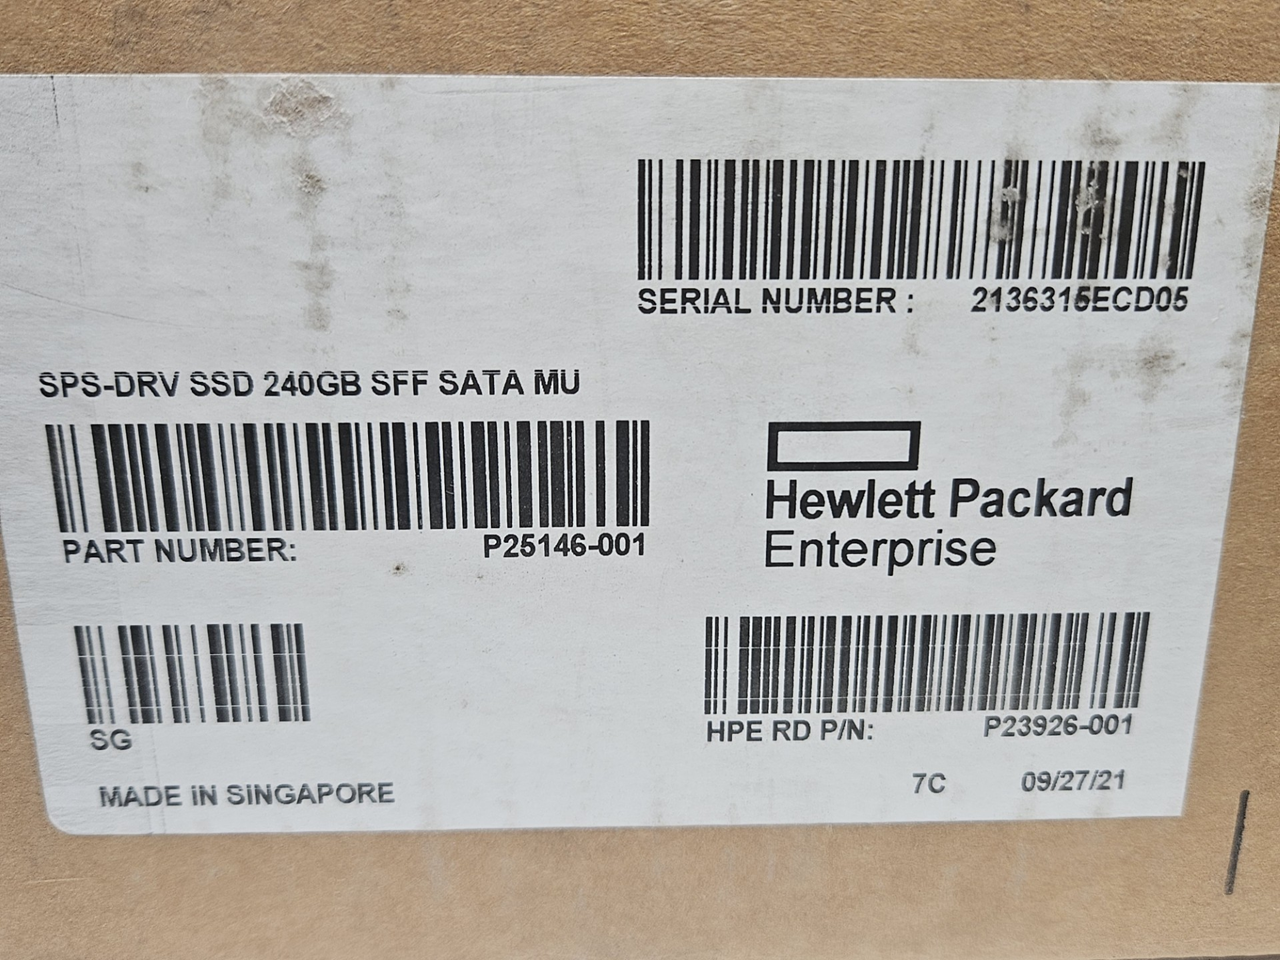 SERIAL NUMBER : 2136315ECD05
SPS-DRV SSD 240GB SFF SATA MU
PART NUMBER: P25146-001
Hewlett Packard
Enterprise
SG
HPE RD P/N: P23926-001
MADE IN SINGAPORE
7C 09/27/21